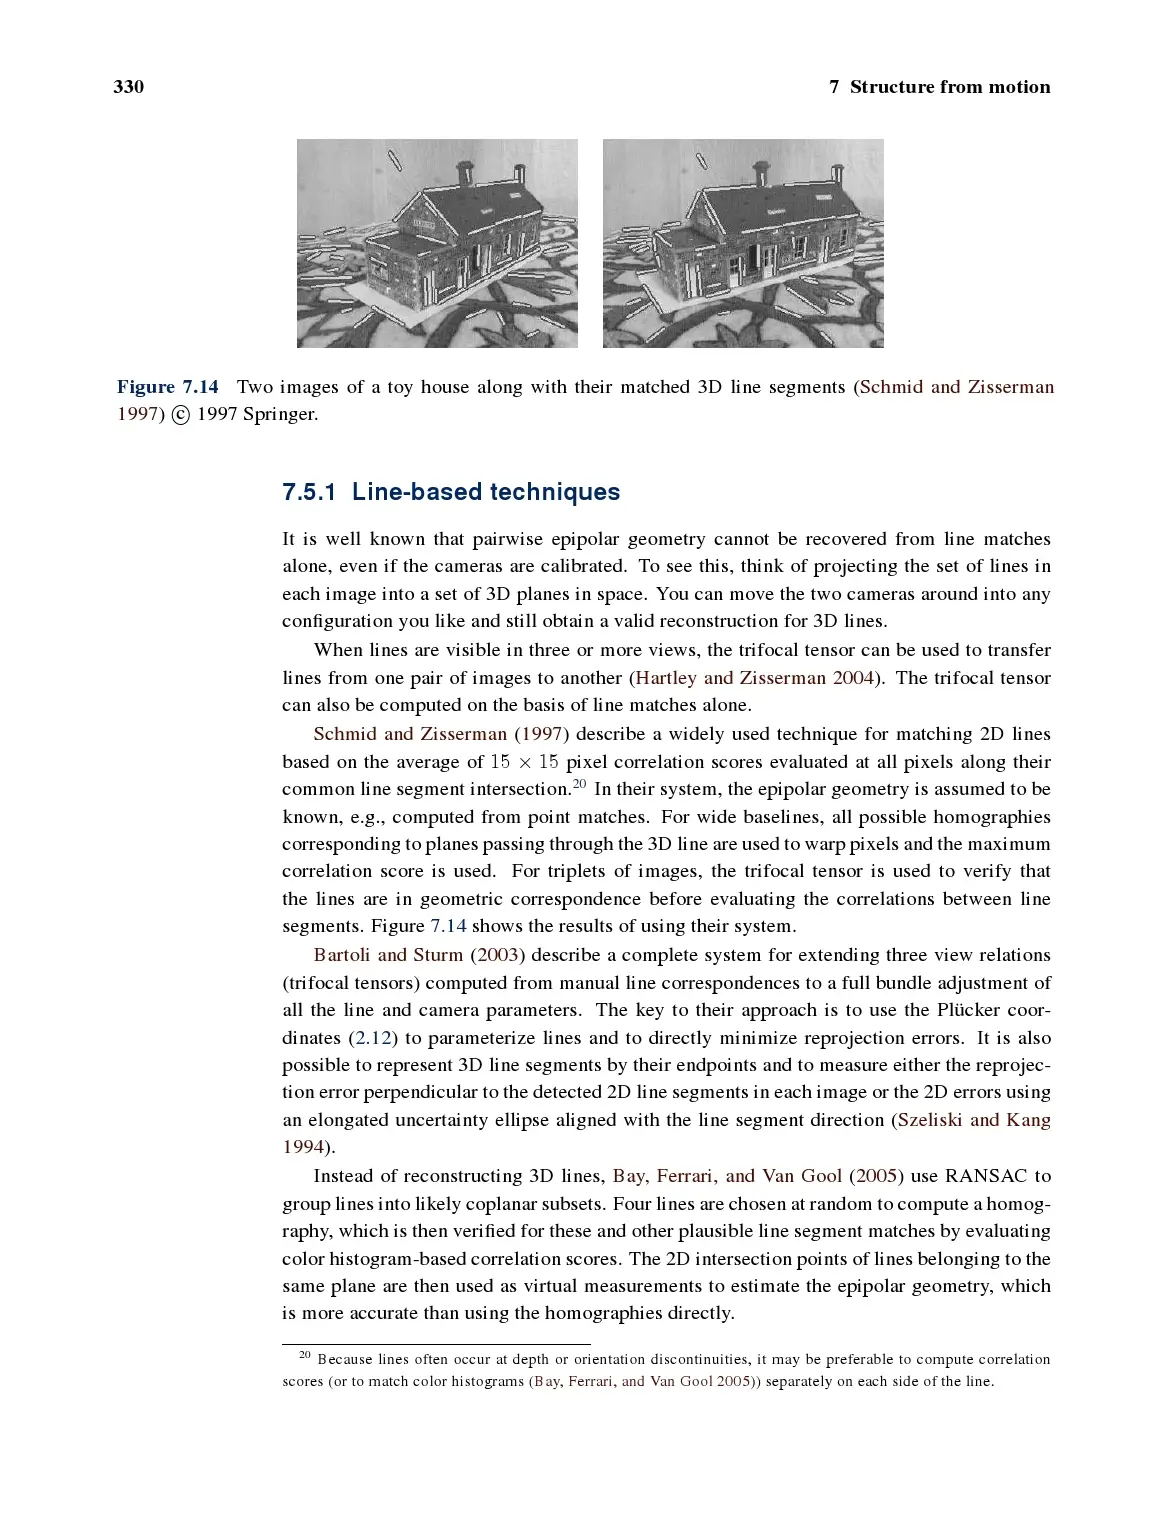 330
7 Structure from motion
Figure 7.14 Two images of a toy house along with their matched 3D line segments (Schmid and Zisserman
1997) © 1997 Springer.
7.5.1 Line-based techniques
It is well known that pairwise epipolar geometry cannot be recovered from line matches
alone, even if the cameras are calibrated. To see this, think of projecting the set of lines in
each image into a set of 3D planes in space. You can move the two cameras around into any
configuration you like and still obtain a valid reconstruction for 3D lines.
When lines are visible in three or more views, the trifocal tensor can be used to transfer
lines from one pair of images to another (Hartley and Zisserman 2004). The trifocal tensor
can also be computed on the basis of line matches alone.
Schmid and Zisserman (1997) describe a widely used technique for matching 2D lines
based on the average of 15 × 15 pixel correlation scores evaluated at all pixels along their
common line segment intersection.20 In their system, the epipolar geometry is assumed to be
known, e.g., computed from point matches. For wide baselines, all possible homographies
corresponding to planes passing through the 3D line are used to warp pixels and the maximum
correlation score is used. For triplets of images, the trifocal tensor is used to verify that
the lines are in geometric correspondence before evaluating the correlations between line
segments. Figure 7.14 shows the results of using their system.
Bartoli and Sturm (2003) describe a complete system for extending three view relations
(trifocal tensors) computed from manual line correspondences to a full bundle adjustment of
all the line and camera parameters. The key to their approach is to use the Plücker coor-
dinates (2.12) to parameterize lines and to directly minimize reprojection errors. It is also
possible to represent 3D line segments by their endpoints and to measure either the reprojec-
tion error perpendicular to the detected 2D line segments in each image or the 2D errors using
an elongated uncertainty ellipse aligned with the line segment direction (Szeliski and Kang
1994).
Instead of reconstructing 3D lines, Bay, Ferrari, and Van Gool (2005) use RANSAC to
group lines into likely coplanar subsets. Four lines are chosen at random to compute a homog-
raphy, which is then verified for these and other plausible line segment matches by evaluating
color histogram-based correlation scores. The 2D intersection points of lines belonging to the
same plane are then used as virtual measurements to estimate the epipolar geometry, which
is more accurate than using the homographies directly.
20 Because lines often occur at depth or orientation discontinuities, it may be preferable to compute correlation
scores (or to match color histograms (Bay, Ferrari, and Van Gool 2005)) separately on each side of the line.